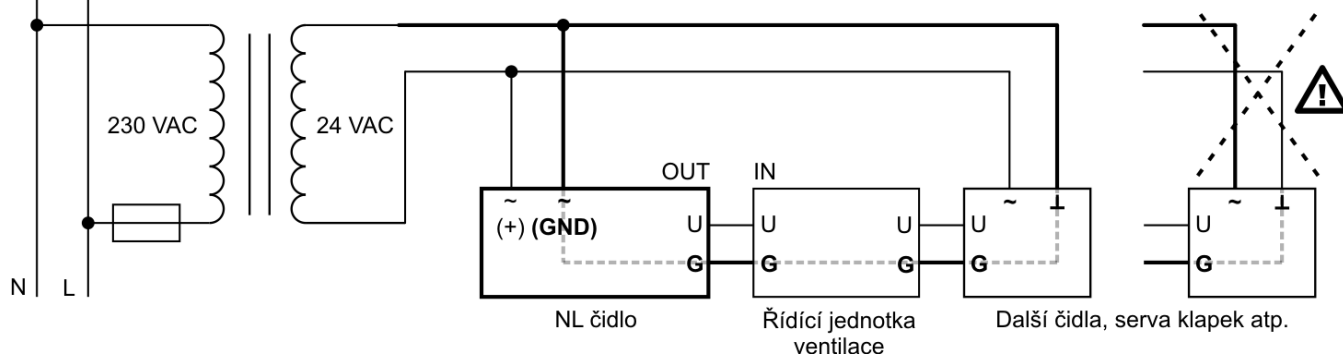 230 VAC
24 VAC
OUT
IN
~
~
~
⊥
~
⊥
(+) (GND)
U
U
U
U
U
G
G
G
G
G
N
L
NL čidlo
Řídící jednotka
ventilace
Další čidla, serva klapek atp.